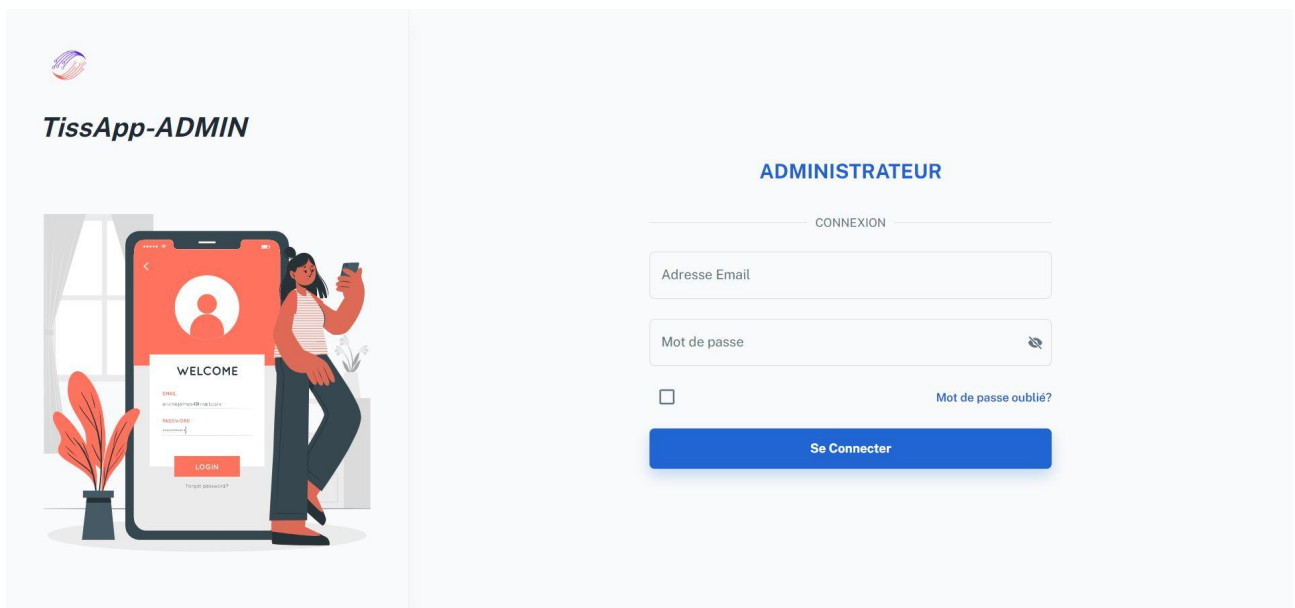 TissApp-ADMIN
WELCOME
EMAIL
PASSWORD
LOGIN
Forgot password?
ADMINISTRATEUR
CONNEXION
Adresse Email
Mot de passe
Mot de passe oublié?
Se Connecter